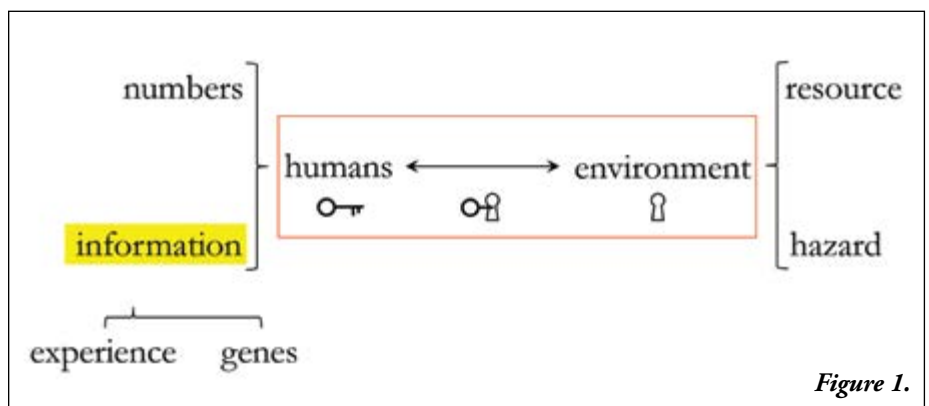 numbers
resource
humans
environment
information
hazard
experience
genes
Figure 1.